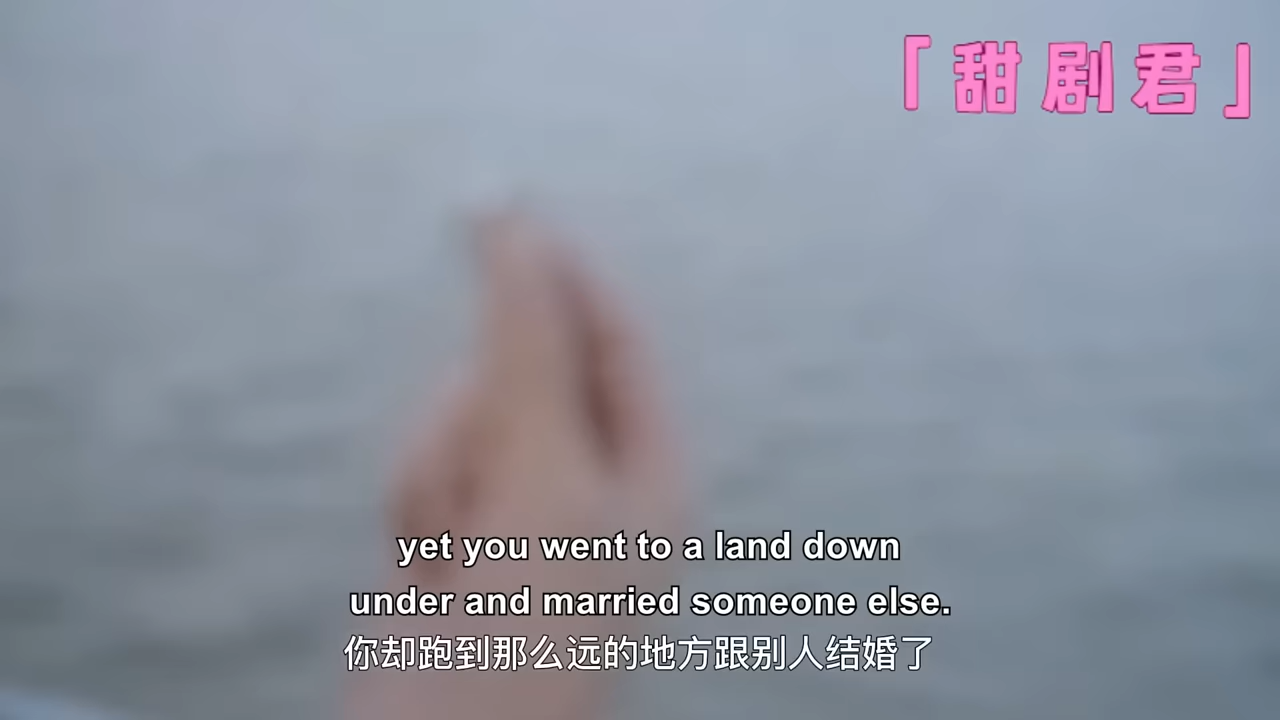 「甜剧君」
yet you went to a land down
under and married someone else.
你却跑到那么远的地方跟别人结婚了